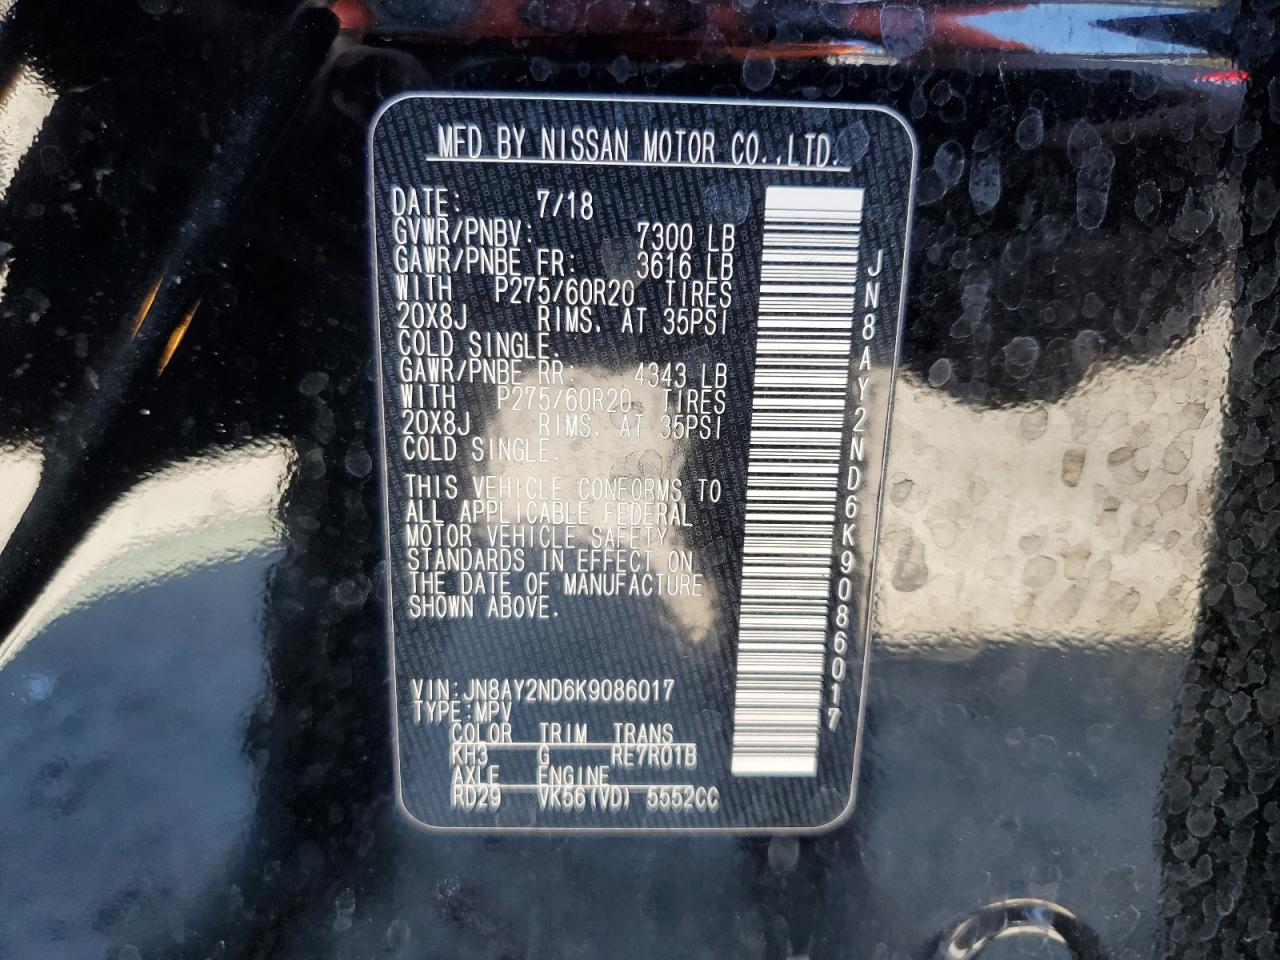 MFD BY NISSAN MOTOR CO.,LTD.
DATE: 7/18
GVWR/PNBV: 7300 LB
GAWR/PNBE FR: 3616 LB
WITH P275/60R20 TIRES
20X8J RIMS. AT 35PSI
COLD SINGLE.
GAWR/PNBE RR: 4343 LB
WITH P275/60R20 TIRES
20X8J RIMS. AT 35PSI
COLD SINGLE.
THIS VEHICLE CONFORMS TO
ALL APPLICABLE FEDERAL
MOTOR VEHICLE SAFETY
STANDARDS IN EFFECT ON
THE DATE OF MANUFACTURE
SHOWN ABOVE.
VIN:JN8AY2ND6K9086017
TYPE:MPV
COLOR TRIM TRANS
KH3 G RE7R01B
AXLE ENGINE
RD29 VK56(VD) 5552CC
JN8AY2ND6K9086017